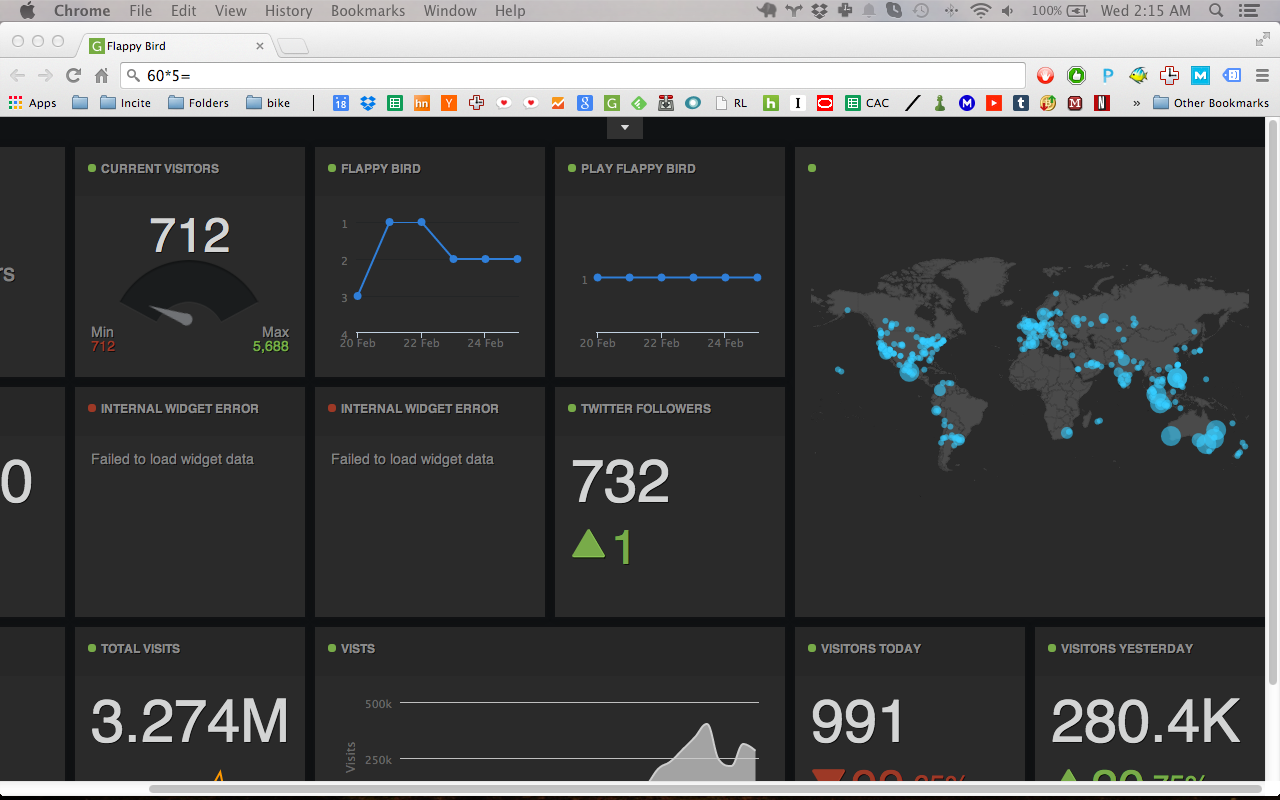 Chrome File Edit View History Bookmarks Window Help 100% Wed 2:15 AM
G Flappy Bird
60*5=
Apps Incite Folders bike 18 hn Y 8 G RL h I CAC M t M N » Other Bookmarks
CURRENT VISITORS
712
Min Max
712 5,688
FLAPPY BIRD
1
2
3
4
20 Feb 22 Feb 24 Feb
PLAY FLAPPY BIRD
1
20 Feb 22 Feb 24 Feb
rs
0
INTERNAL WIDGET ERROR
Failed to load widget data
INTERNAL WIDGET ERROR
Failed to load widget data
TWITTER FOLLOWERS
732
1
TOTAL VISITS
3.274M
VISTS
500k
250k
Visits
VISITORS TODAY
991
VISITORS YESTERDAY
280.4K